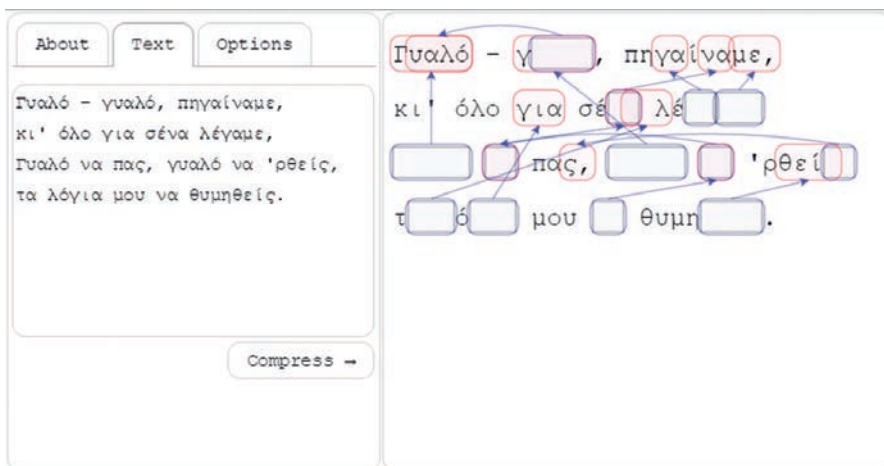 About Text Options
Γυαλό - γυαλό, πηγαίναμε,
κι' όλο για σένα λέγαμε,
Γυαλό να πας, γυαλό να 'ρθείς,
τα λόγια μου να θυμηθείς.
Compress →
Γυαλό - γ , πηγαίναμε,
κι' όλο για σέ λέ
πας, 'ρθεί
τ ό μου θυμη .